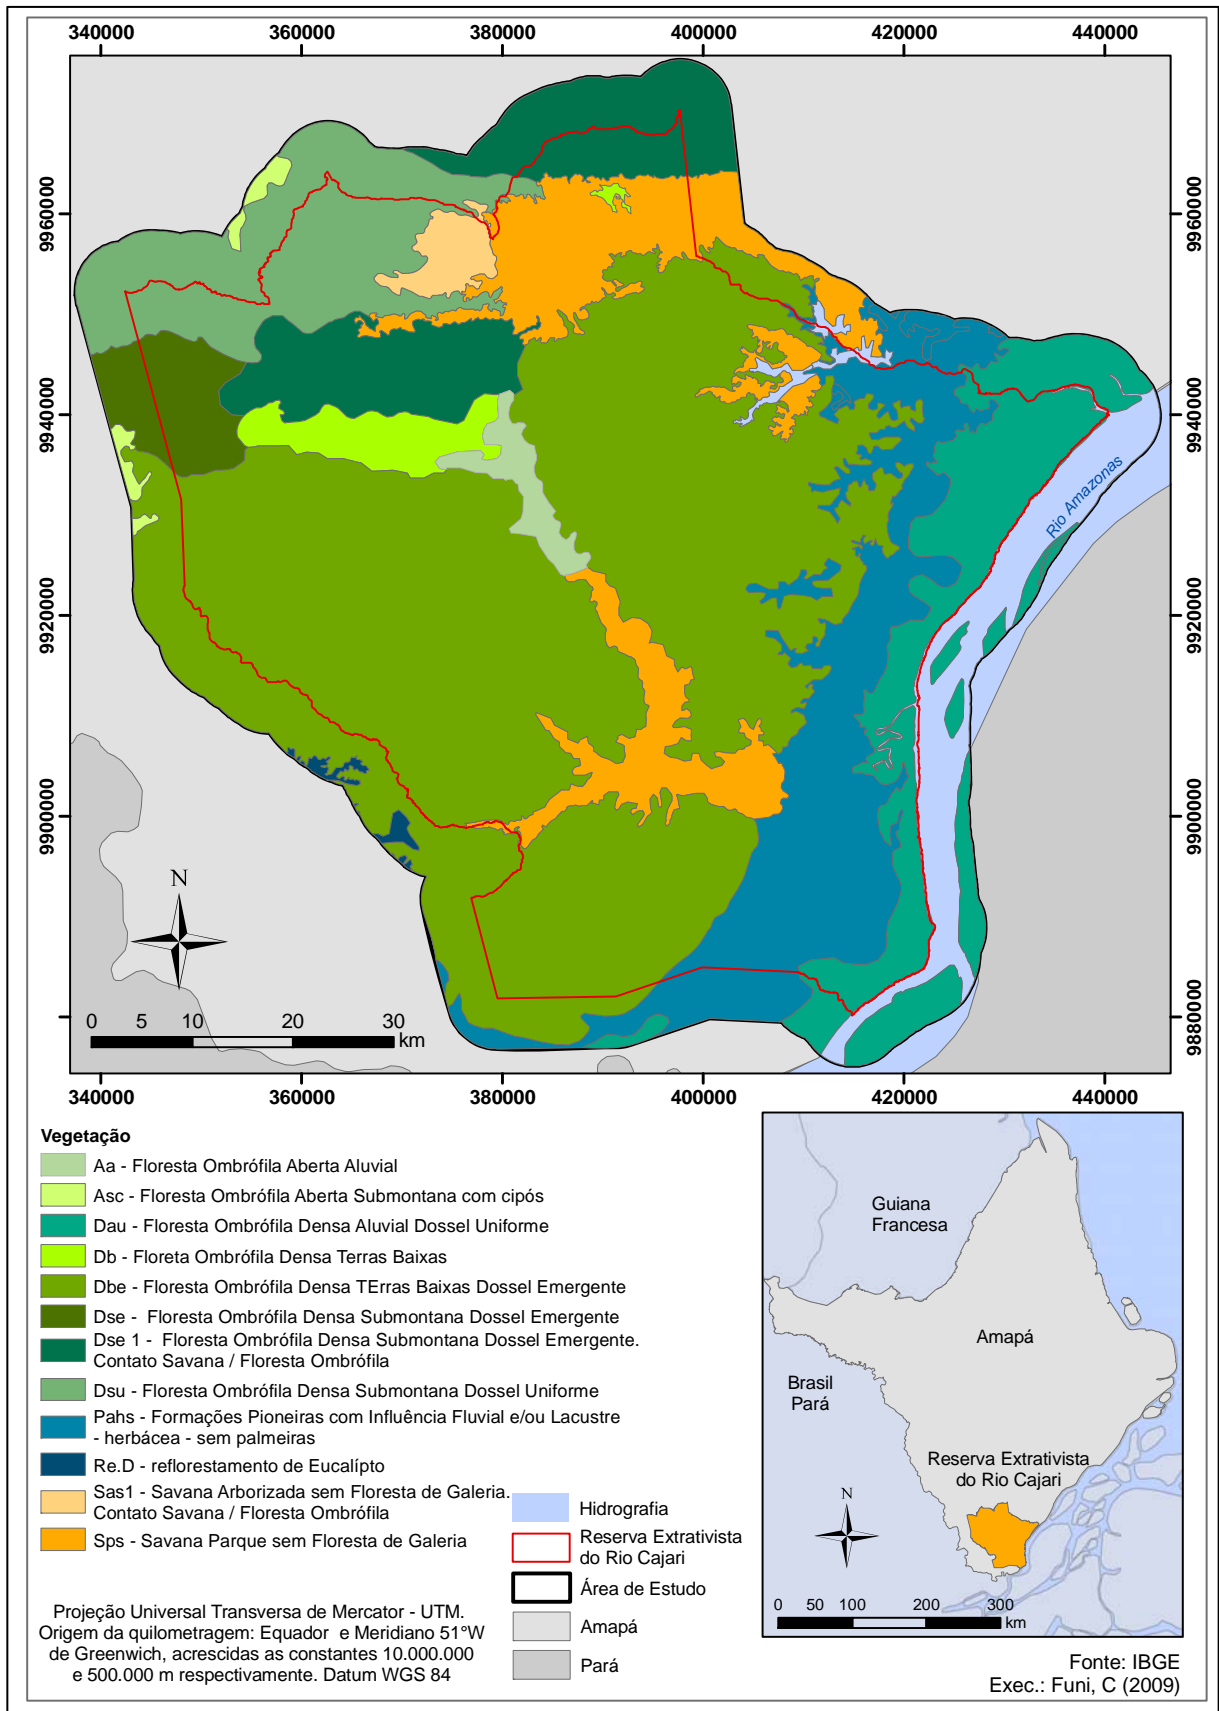 340000 360000 380000 400000 420000 440000
9960000
9960000
9940000
9940000
9920000
9920000
9900000
9900000
9880000
Rio Amazonas
N
0 5 10 20 30
km
340000 360000 380000 400000 420000 440000
Vegetação
Aa - Floresta Ombrófila Aberta Aluvial
Asc - Floresta Ombrófila Aberta Submontana com cipós
Dau - Floresta Ombrófila Densa Aluvial Dossel Uniforme
Db - Floreta Ombrófila Densa Terras Baixas
Dbe - Floresta Ombrófila Densa TErras Baixas Dossel Emergente
Dse - Floresta Ombrófila Densa Submontana Dossel Emergente
Dse 1 - Floresta Ombrófila Densa Submontana Dossel Emergente.
Contato Savana / Floresta Ombrófila
Dsu - Floresta Ombrófila Densa Submontana Dossel Uniforme
Pahs - Formações Pioneiras com Influência Fluvial e/ou Lacustre
- herbácea - sem palmeiras
Re.D - reflorestamento de Eucalípto
Sas1 - Savana Arborizada sem Floresta de Galeria.
Contato Savana / Floresta Ombrófila
Sps - Savana Parque sem Floresta de Galeria
Hidrografia
Reserva Extrativista
do Rio Cajari
Área de Estudo
Amapá
Pará
Projeção Universal Transversa de Mercator - UTM.
Origem da quilometragem: Equador e Meridiano 51°W
de Greenwich, acrescidas as constantes 10.000.000
e 500.000 m respectivamente. Datum WGS 84
Guiana
Francesa
Amapá
Brasil
Pará
Reserva Extrativista
do Rio Cajari
N
0 50 100 200 300
km
Fonte: IBGE
Exec.: Funi, C (2009)